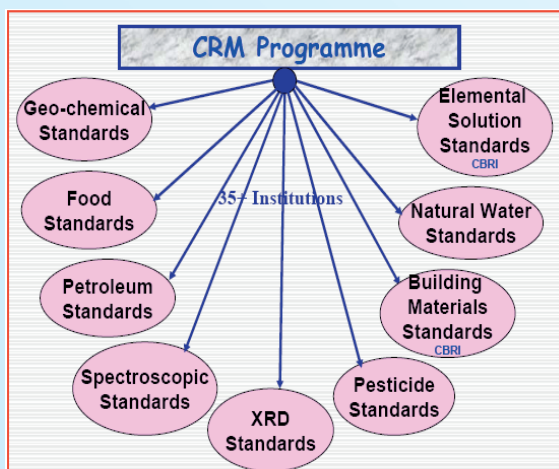 CRM Programme
Geo-chemical
Standards
Elemental
Solution
Standards
CBRI
Food
Standards
35+ Institutions
Natural Water
Standards
Petroleum
Standards
Building
Materials
Standards
CBRI
Spectroscopic
Standards
XRD
Standards
Pesticide
Standards